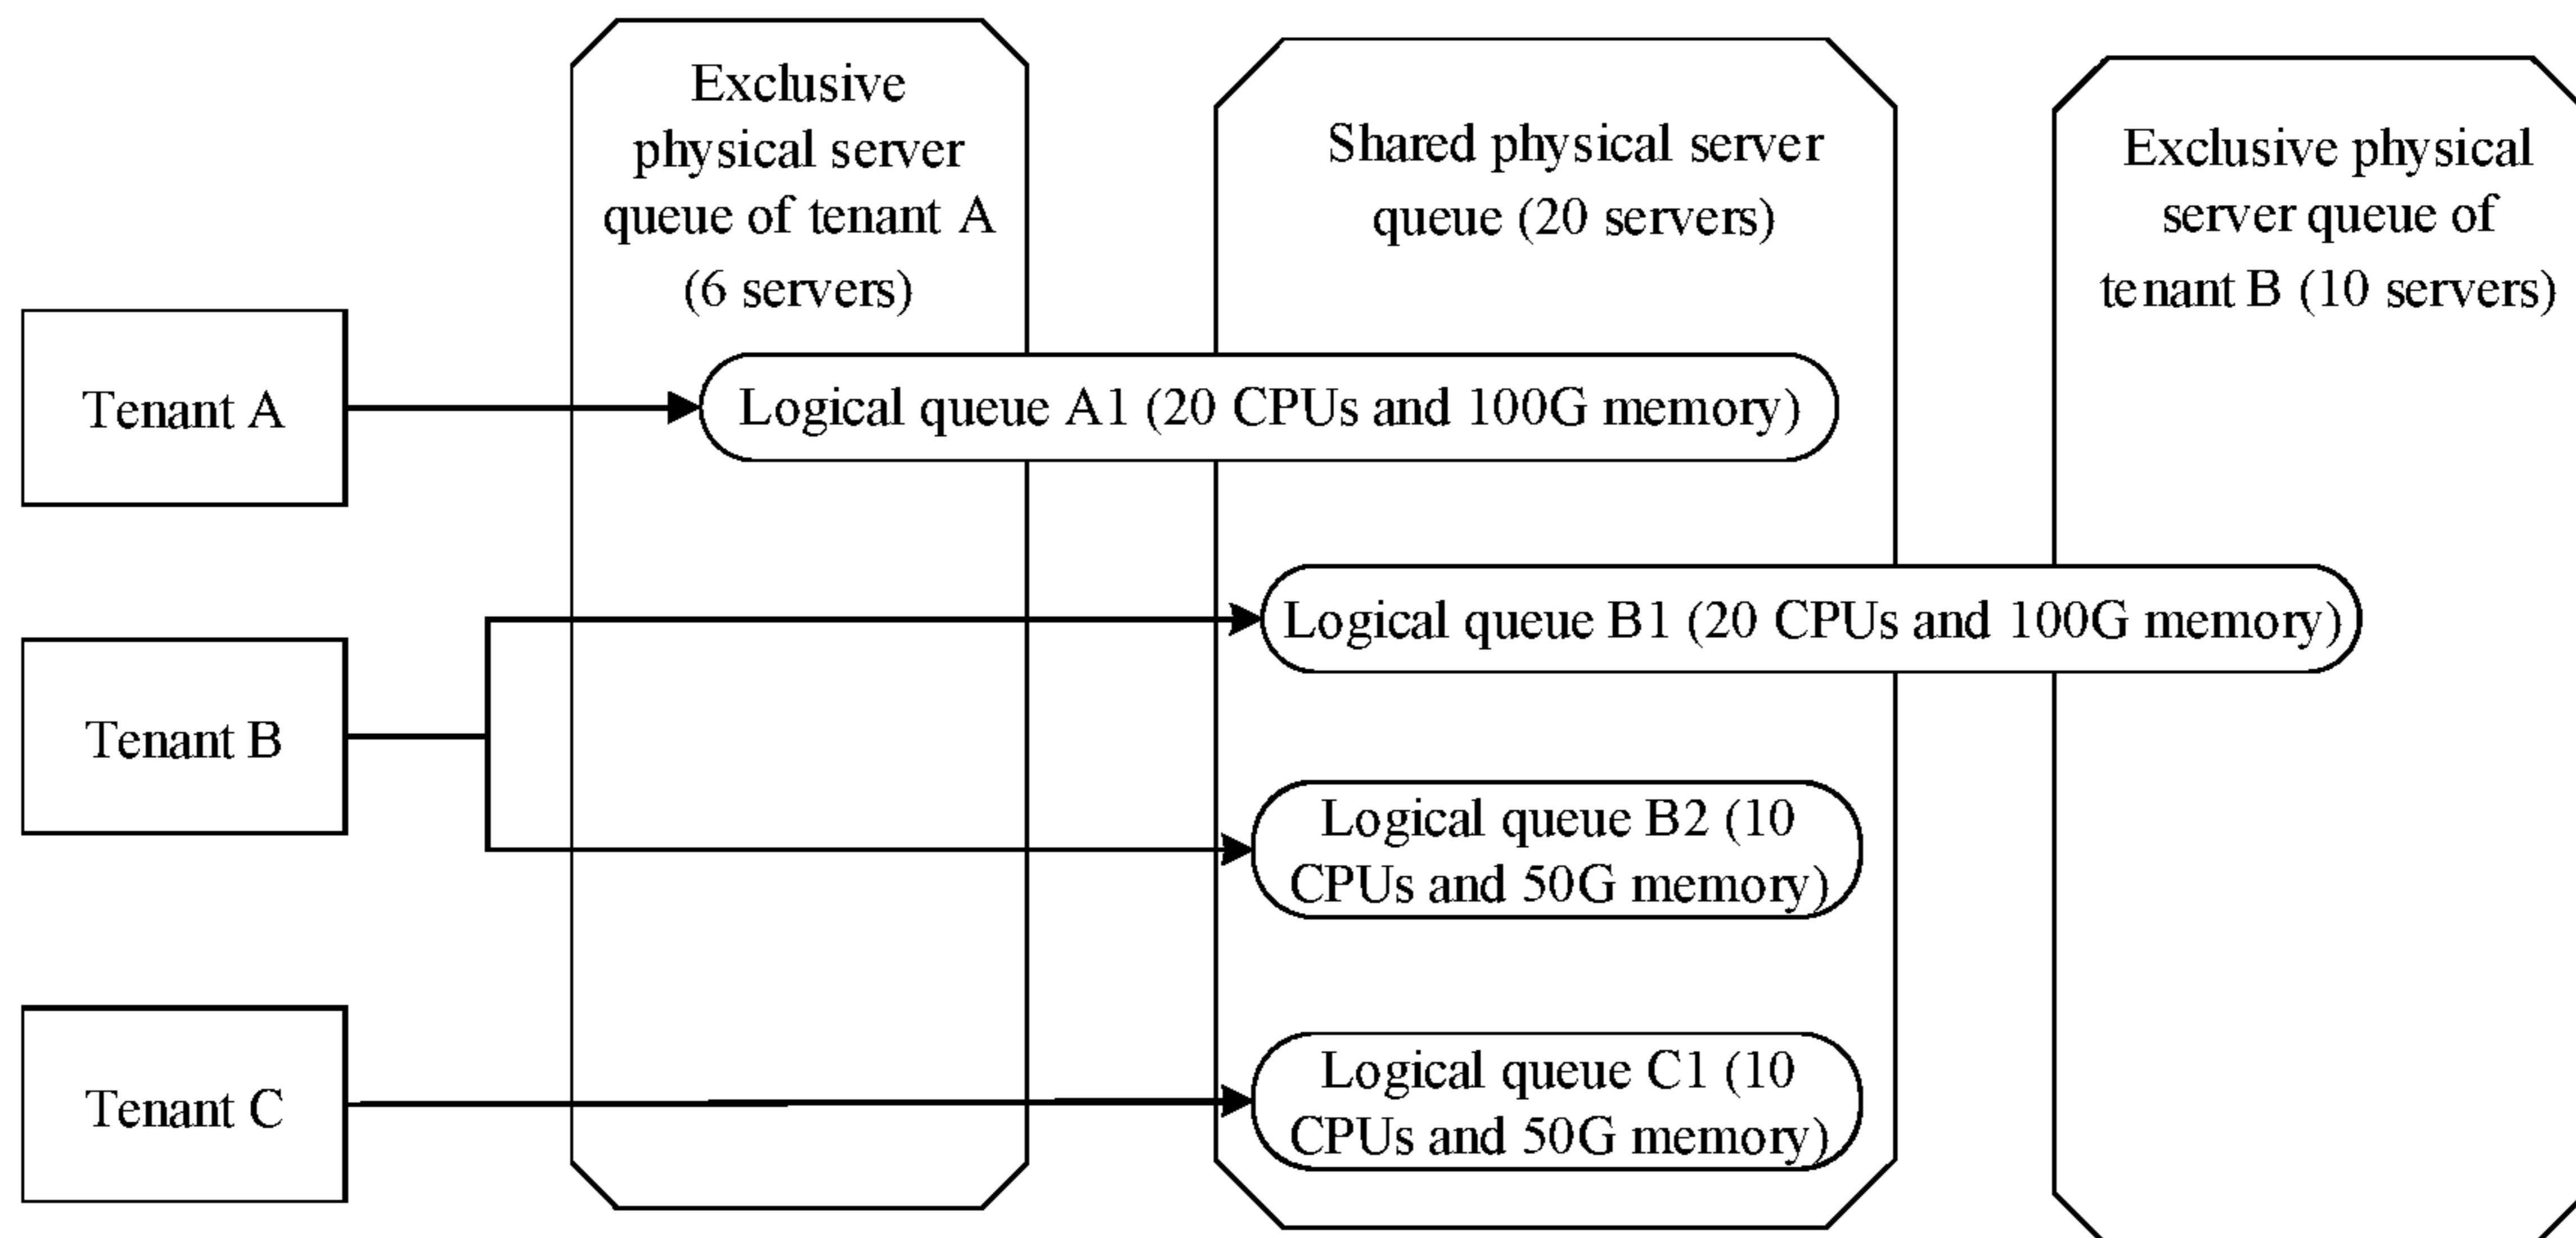 Exclusive
physical server
queue of tenant A
(6 servers)
Shared physical server
queue (20 servers)
Exclusive physical
server queue of
tenant B (10 servers)
Tenant A
Logical queue A1 (20 CPUs and 100G memory)
Logical queue B1 (20 CPUs and 100G memory)
Tenant B
Logical queue B2 (10
CPUs and 50G memory)
Tenant C
Logical queue C1 (10
CPUs and 50G memory)